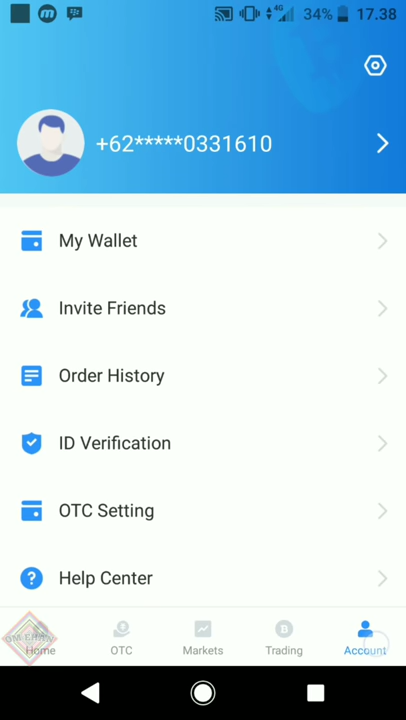 4G 34% 17.38
+62*****0331610
My Wallet
Invite Friends
Order History
ID Verification
OTC Setting
Help Center
Home OTC Markets Trading Account